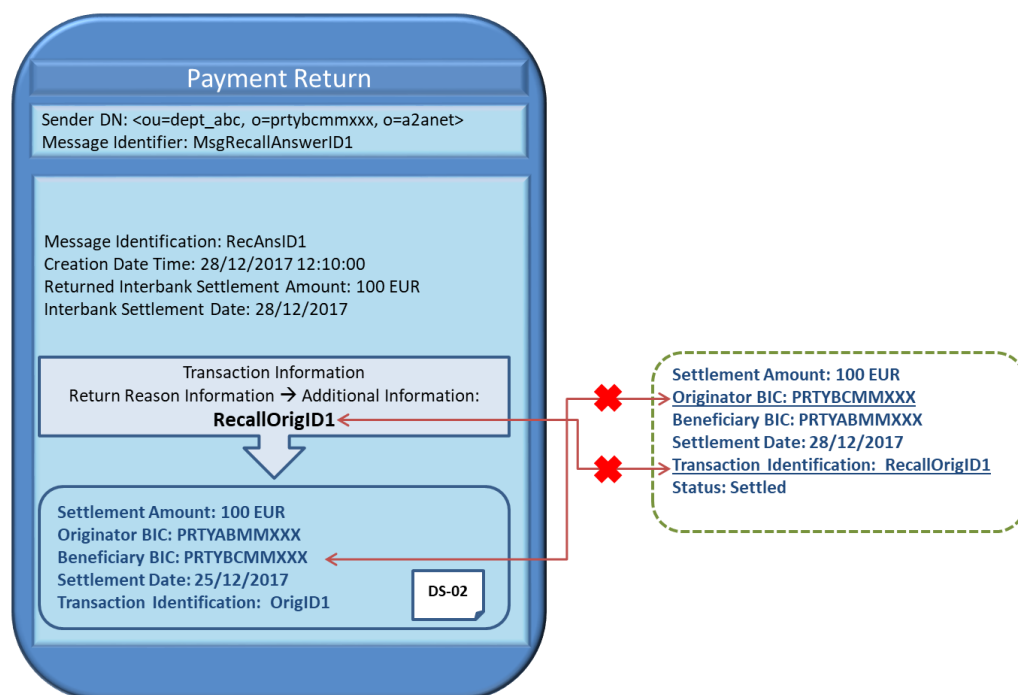 Payment Return
Sender DN: <ou=dept_abc, o=prtybcmmxxx, o=a2anet>
Message Identifier: MsgRecallAnswerID1
Message Identification: RecAnsID1
Creation Date Time: 28/12/2017 12:10:00
Returned Interbank Settlement Amount: 100 EUR
Interbank Settlement Date: 28/12/2017
Transaction Information
Return Reason Information → Additional Information:
RecallOrigID1
Settlement Amount: 100 EUR
Originator BIC: PRTYABMMXXX
Beneficiary BIC: PRTYBCMMXXX
Settlement Date: 25/12/2017
Transaction Identification: OrigID1
DS-02
Settlement Amount: 100 EUR
Originator BIC: PRTYBCMMXXX
Beneficiary BIC: PRTYABMMXXX
Settlement Date: 28/12/2017
Transaction Identification: RecallOrigID1
Status: Settled